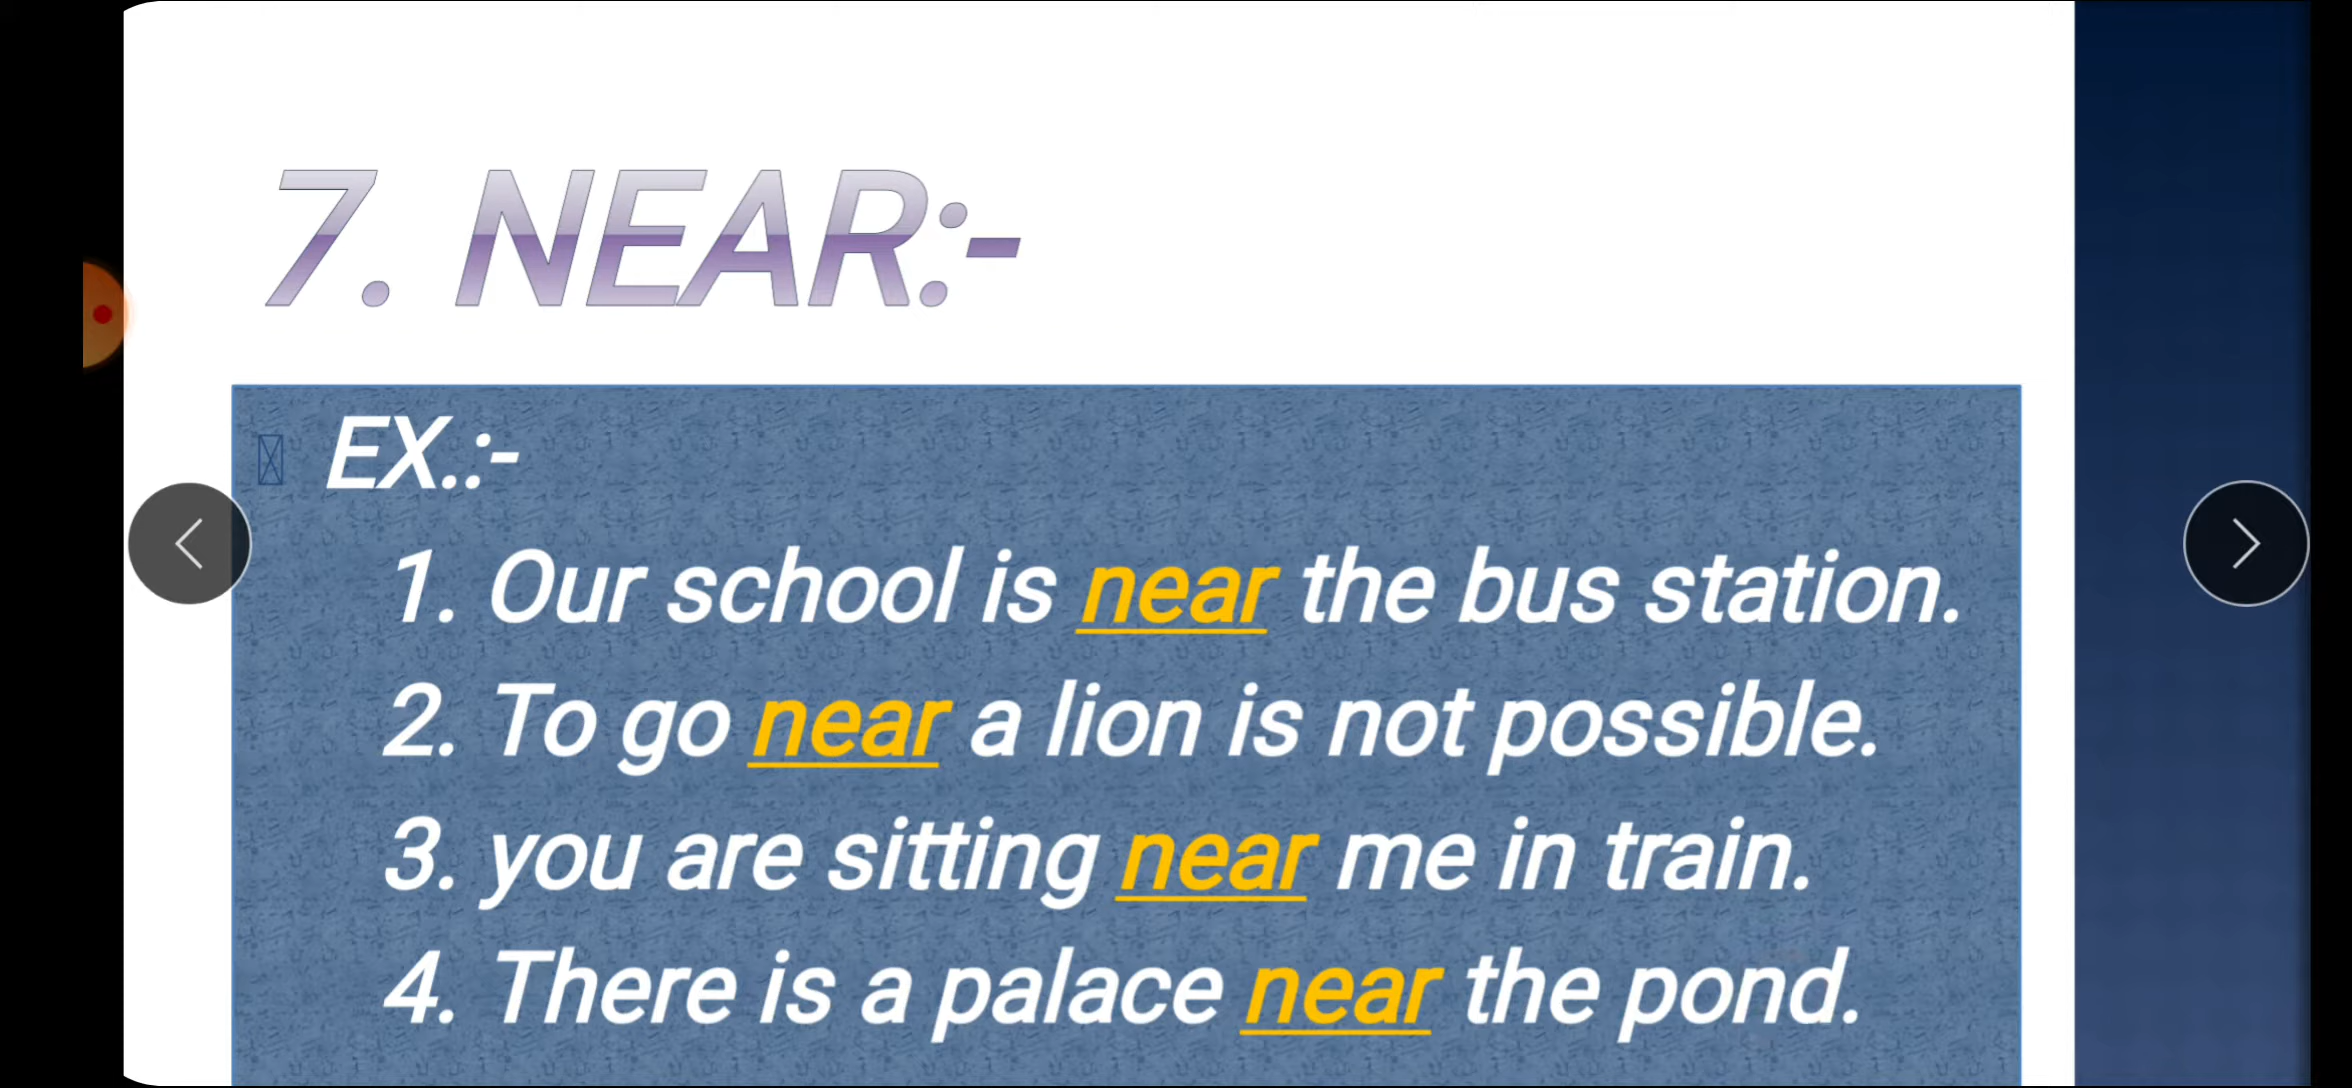 7. NEAR:-
EX.:-
1. Our school is near the bus station.
2. To go near a lion is not possible.
3. you are sitting near me in train.
4. There is a palace near the pond.